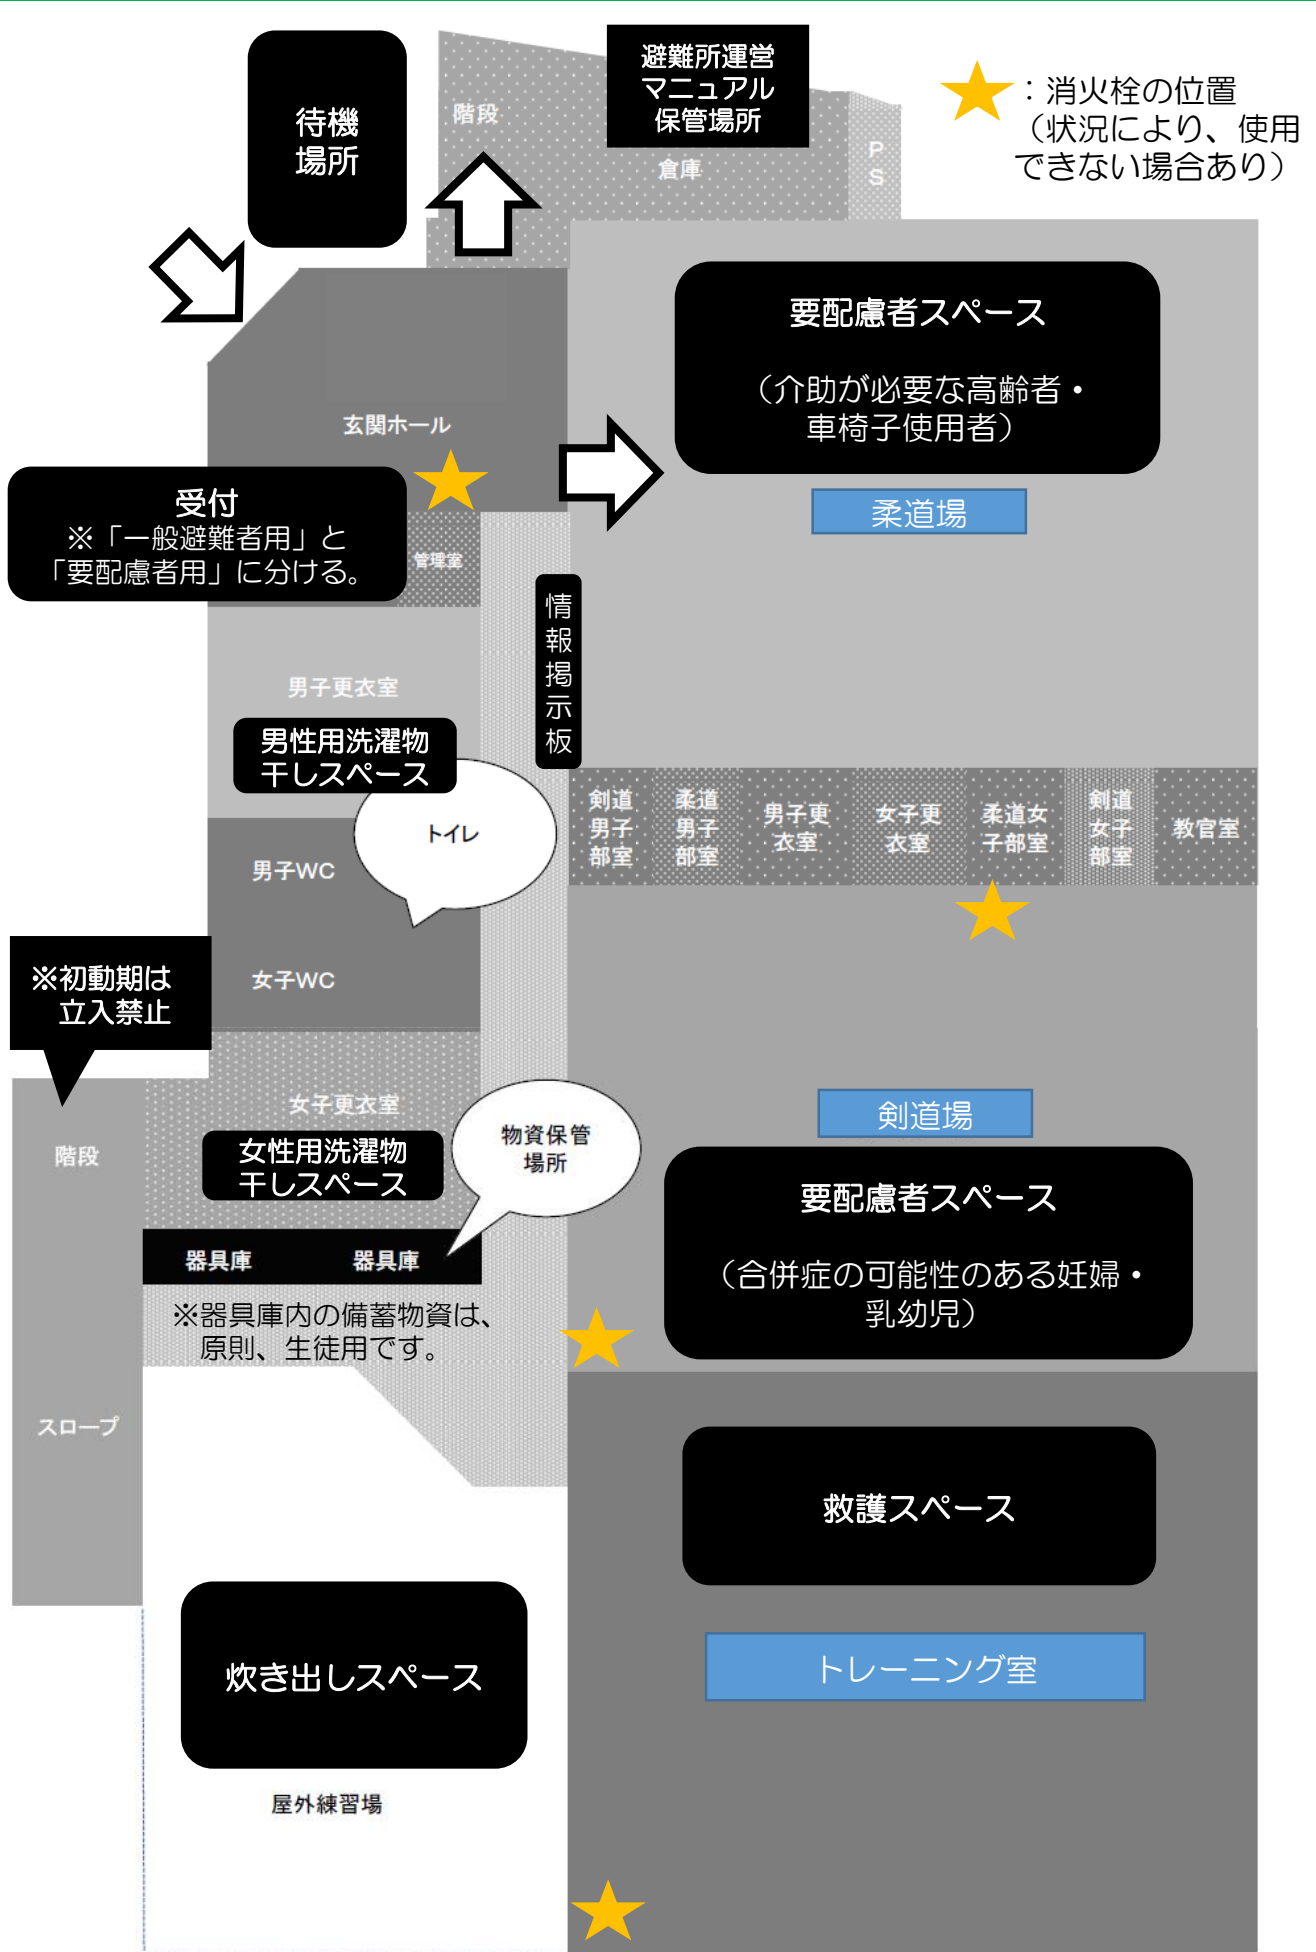 待機
場所
階段
避難所運営
マニュアル
保管場所
倉庫
PS
：消火栓の位置
（状況により、使用
できない場合あり）
要配慮者スペース
（介助が必要な高齢者・
車椅子使用者）
柔道場
玄関ホール
受付
※「一般避難者用」と
「要配慮者用」に分ける。
管理室
情報掲示板
男子更衣室
男性用洗濯物
干しスペース
トイレ
男子WC
女子WC
剣道
男子
部室
柔道
男子
部室
男子更
衣室
女子更
衣室
柔道女
子部室
剣道
女子
部室
教官室
※初動期は
立入禁止
階段
女子更衣室
女性用洗濯物
干しスペース
物資保管
場所
剣道場
要配慮者スペース
（合併症の可能性のある妊婦・
乳幼児）
器具庫
器具庫
※器具庫内の備蓄物資は、
原則、生徒用です。
スロープ
救護スペース
トレーニング室
炊き出しスペース
屋外練習場